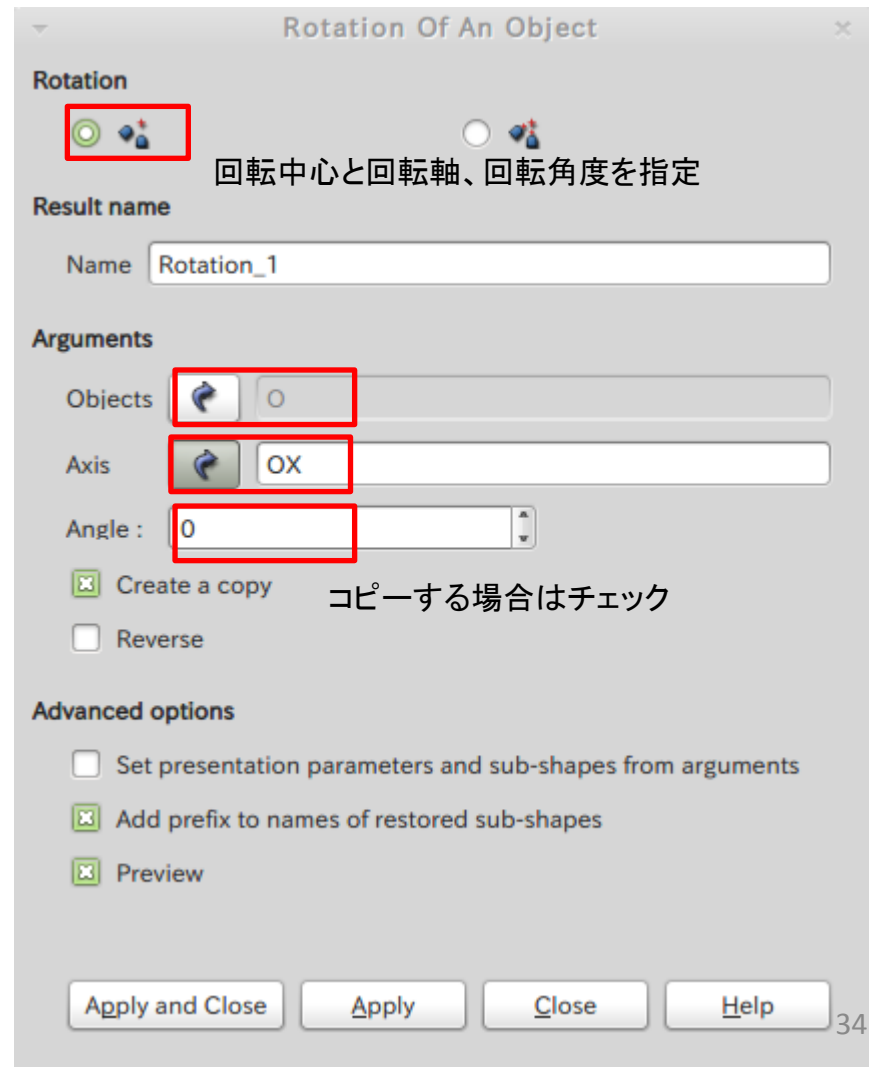 Rotation Of An Object
Rotation
回転中心と回転軸、回転角度を指定
Result name
Name Rotation_1
Arguments
Objects O
Axis OX
Angle : 0
Create a copy コピーする場合はチェック
Reverse
Advanced options
Set presentation parameters and sub-shapes from arguments
Add prefix to names of restored sub-shapes
Preview
Apply and Close Apply Close Help
34